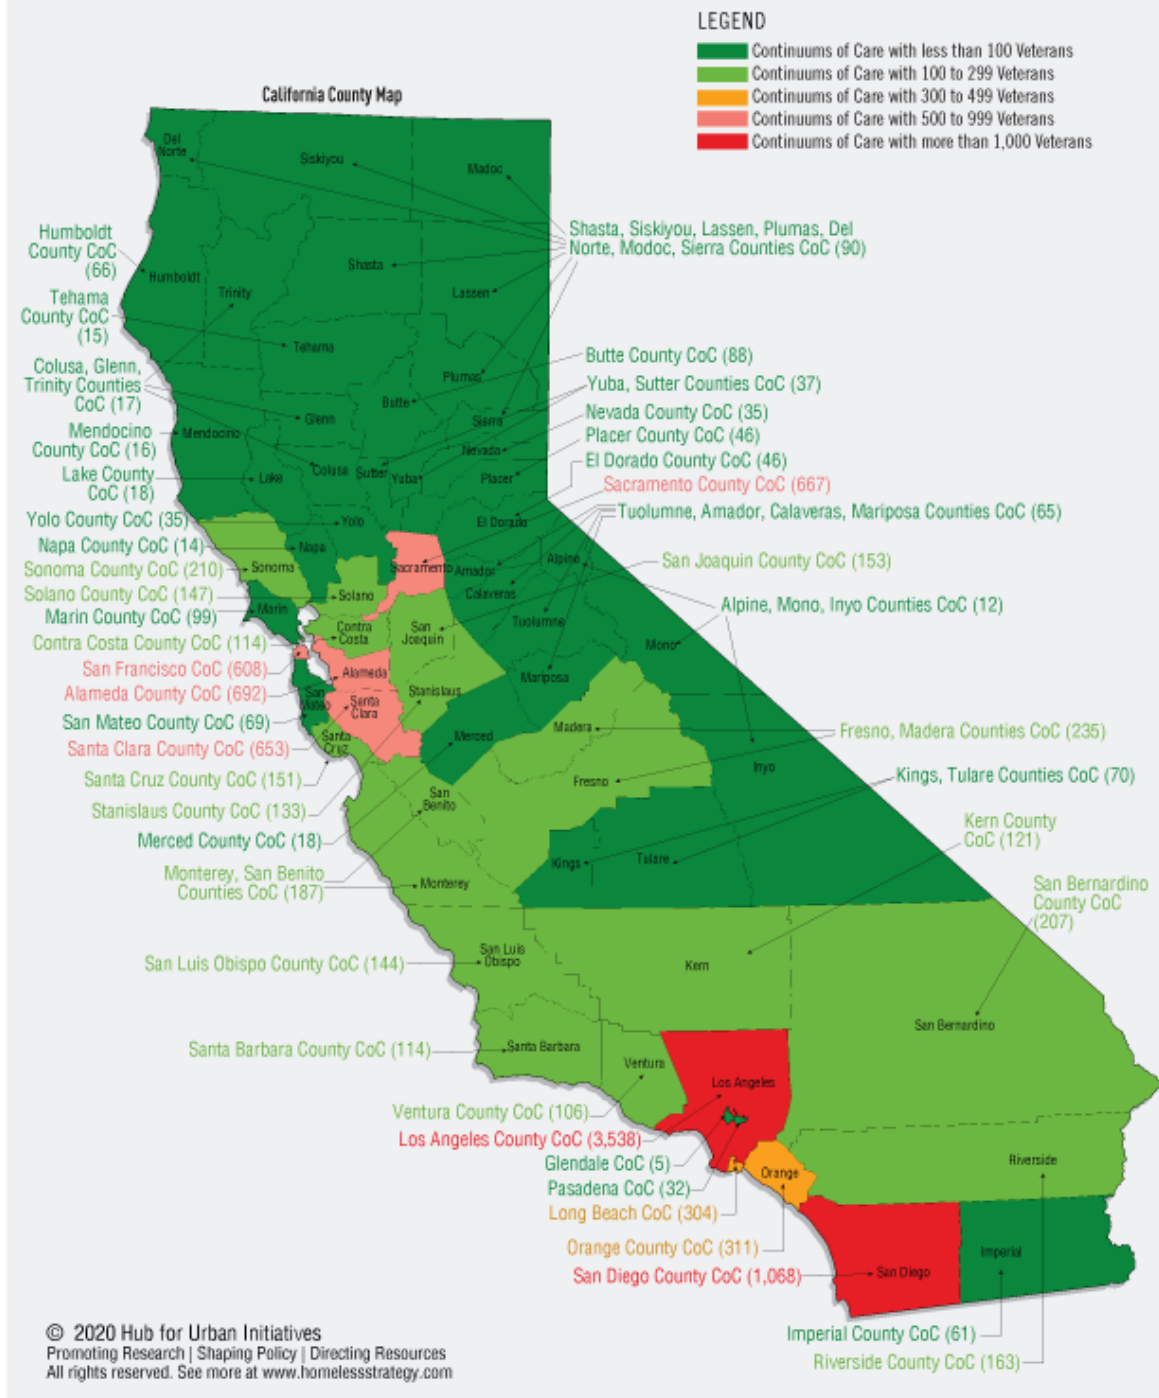 LEGEND
Continuums of Care with less than 100 Veterans
Continuums of Care with 100 to 299 Veterans
Continuums of Care with 300 to 499 Veterans
Continuums of Care with 500 to 999 Veterans
Continuums of Care with more than 1,000 Veterans
California County Map
Del
Norte
Siskiyou
Madoc
Humboldt
County CoC
(66)
Shasta, Siskiyou, Lassen, Plumas, Del
Norte, Modoc, Sierra Counties CoC (90)
Humboldt
Trinity
Shasta
Lassen
Tehama
County CoC
(15)
Tehama
Plumas
Butte County CoC (88)
Colusa, Glenn,
Trinity Counties
CoC (17)
Yuba, Sutter Counties CoC (37)
Butte
Glenn
Sierra
Nevada County CoC (35)
Mendocino
County CoC (16)
Mendocino
Placer County CoC (46)
Nevada
El Dorado County CoC (46)
Lake County
CoC (18)
Lake
Colusa
Sutter
Yuba
Placer
Sacramento County CoC (667)
Tuolumne, Amador, Calaveras, Mariposa Counties CoC (65)
Yolo County CoC (35)
Yolo
El Dorado
Napa County CoC (14)
Napa
Sonoma County CoC (210)
Sonoma
Sacramento
Amador
Alpine
San Joaquin County CoC (153)
Solano County CoC (147)
Solano
Calaveras
Marin County CoC (99)
Marin
Alpine, Mono, Inyo Counties CoC (12)
Contra Costa County CoC (114)
Contra
Costa
San
Joaquin
Tuolumne
Mono
San Francisco CoC (608)
Alameda County CoC (692)
Alameda
Mariposa
San Mateo County CoC (69)
San
Mateo
Santa
Clara
Stanislaus
Santa Clara County CoC (653)
Santa
Cruz
Merced
Madera
Fresno, Madera Counties CoC (235)
Santa Cruz County CoC (151)
Inyo
Kings, Tulare Counties CoC (70)
Stanislaus County CoC (133)
San
Benito
Fresno
Merced County CoC (18)
Kern County
CoC (121)
Monterey, San Benito
Counties CoC (187)
Monterey
Kings
Tulare
San Bernardino
County CoC
(207)
San Luis Obispo County CoC (144)
San Luis
Obispo
Kern
San Bernardino
Santa Barbara County CoC (114)
Santa Barbara
Ventura
Los Angeles
Ventura County CoC (106)
Los Angeles County CoC (3,538)
Glendale CoC (5)
Orange
Riverside
Pasadena CoC (32)
Long Beach CoC (304)
Orange County CoC (311)
San Diego County CoC (1,068)
San Diego
Imperial
Imperial County CoC (61)
Riverside County CoC (163)
© 2020 Hub for Urban Initiatives
Promoting Research | Shaping Policy | Directing Resources
All rights reserved. See more at www.homelessstrategy.com